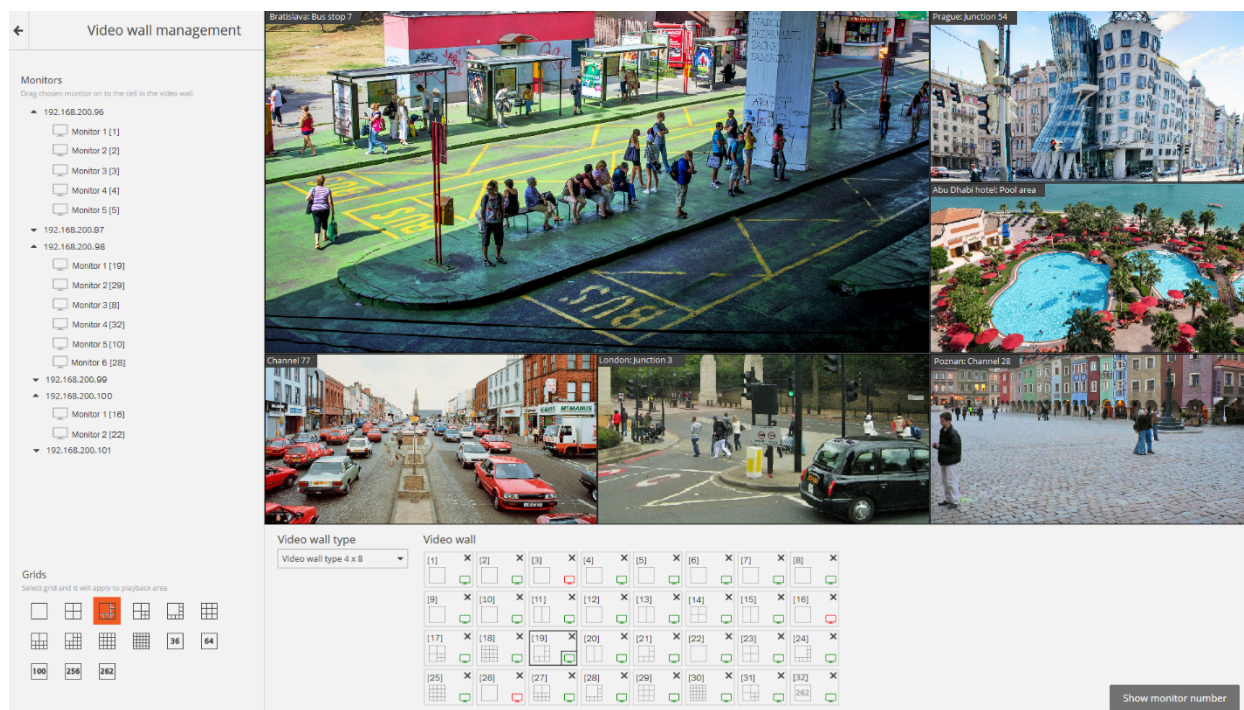 Video wall management
Monitors
Drag chosen monitor on to the cell in the video wall
192.168.200.96
Monitor 1 [1]
Monitor 2 [2]
Monitor 3 [3]
Monitor 4 [4]
Monitor 5 [5]
192.168.200.97
192.168.200.98
Monitor 1 [19]
Monitor 2 [29]
Monitor 3 [8]
Monitor 4 [32]
Monitor 5 [10]
Monitor 6 [28]
192.168.200.99
192.168.200.100
Monitor 1 [16]
Monitor 2 [22]
192.168.200.101
Grids
Select grid and it will apply to playback area
36 64
100 256 262
Bratislava: Bus stop 7
BUS
BUS
Prague: Junction 54
Abu Dhabi hotel: Pool area
Channel 77
McMANUS
London: Junction 3
Poznan: Channel 28
Video wall type
Video wall type 4 x 8
Video wall
[1] [2] [3] [4] [5] [6] [7] [8]
[9] [10] [11] [12] [13] [14] [15] [16]
[17] [18] [19] [20] [21] [22] [23] [24]
[25] [26] [27] [28] [29] [30] [31] [32]
262
Show monitor number